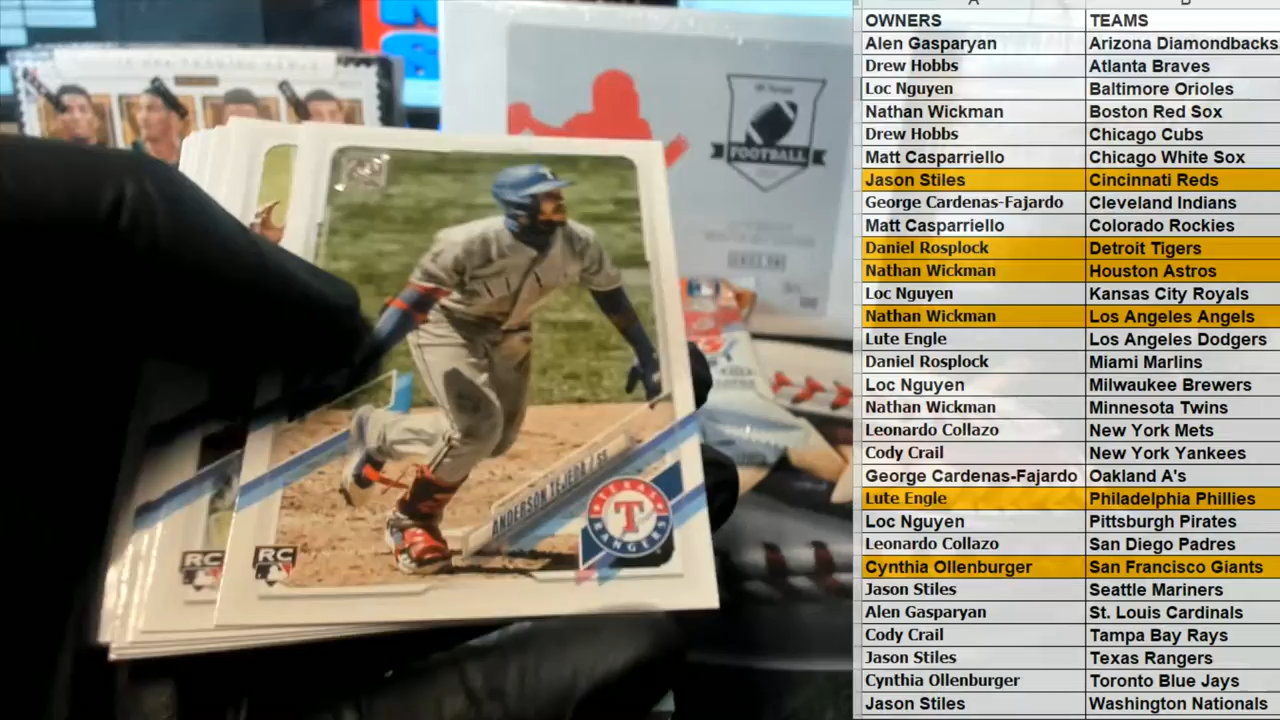 FOOTBALL
ANDERSON TEJEDA / SS
TEXAS
T
RANGERS
RC
RC
OWNERS TEAMS
Alen Gasparyan Arizona Diamondbacks
Drew Hobbs Atlanta Braves
Loc Nguyen Baltimore Orioles
Nathan Wickman Boston Red Sox
Drew Hobbs Chicago Cubs
Matt Casparriello Chicago White Sox
Jason Stiles Cincinnati Reds
George Cardenas-Fajardo Cleveland Indians
Matt Casparriello Colorado Rockies
Daniel Rosplock Detroit Tigers
Nathan Wickman Houston Astros
Loc Nguyen Kansas City Royals
Nathan Wickman Los Angeles Angels
Lute Engle Los Angeles Dodgers
Daniel Rosplock Miami Marlins
Loc Nguyen Milwaukee Brewers
Nathan Wickman Minnesota Twins
Leonardo Collazo New York Mets
Cody Crail New York Yankees
George Cardenas-Fajardo Oakland A's
Lute Engle Philadelphia Phillies
Loc Nguyen Pittsburgh Pirates
Leonardo Collazo San Diego Padres
Cynthia Ollenburger San Francisco Giants
Jason Stiles Seattle Mariners
Alen Gasparyan St. Louis Cardinals
Cody Crail Tampa Bay Rays
Jason Stiles Texas Rangers
Cynthia Ollenburger Toronto Blue Jays
Jason Stiles Washington Nationals